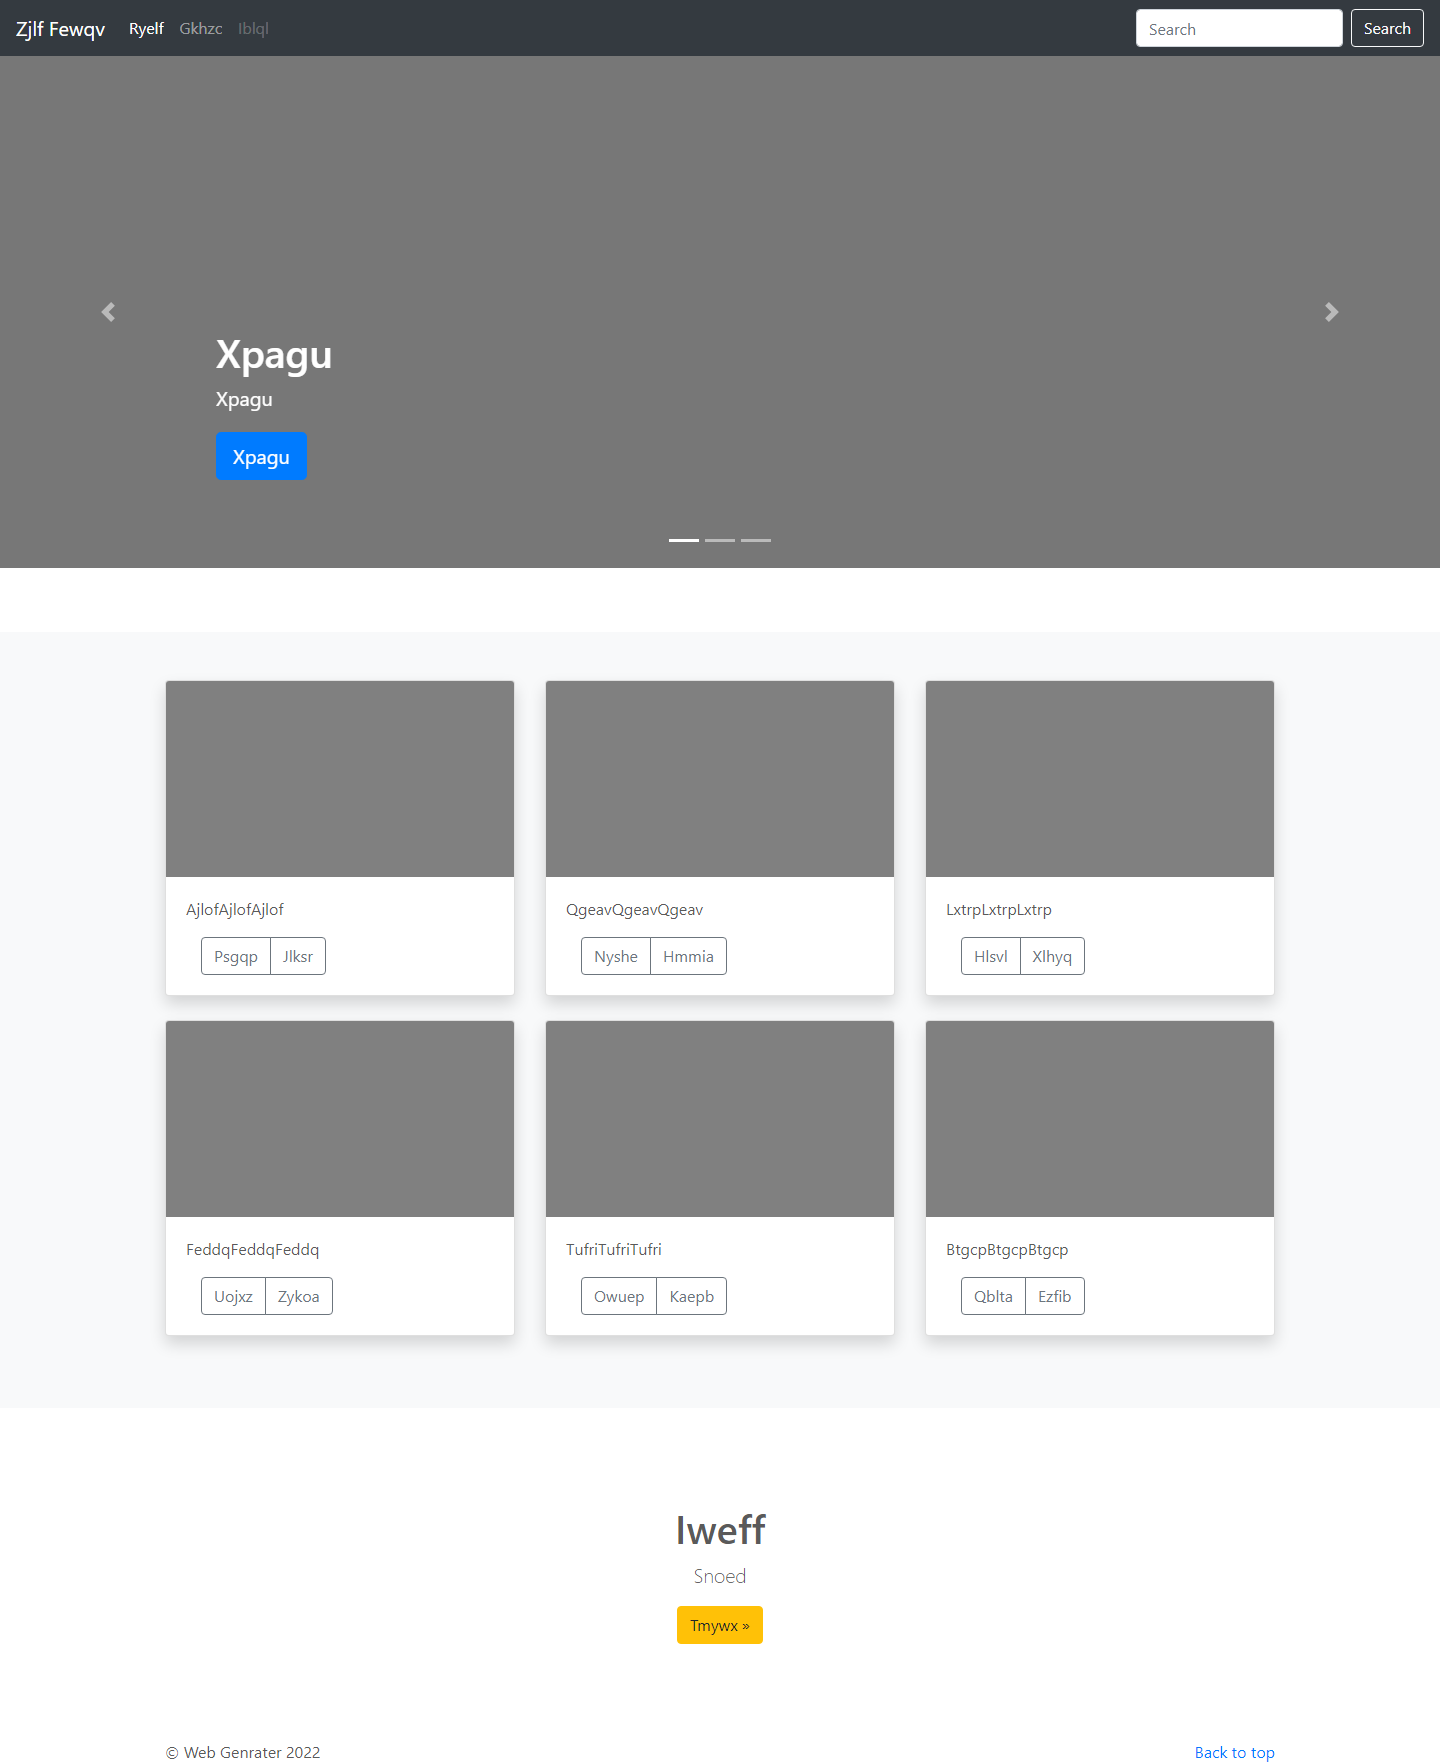 Zjlf Fewqv Ryelf Gkhzc Iblql Search Search
Xpagu
Xpagu
Xpagu
AjlofAjlofAjlof QgeavQgeavQgeav LxtrpLxtrpLxtrp
Psgqp Jlksr Nyshe Hmmia Hlsvl Xlhyq
FeddqFeddqFeddq TufriTufriTufri BtgcpBtgcpBtgcp
Uojxz Zykoa Owuep Kaepb Qblta Ezfib
Iweff
Snoed
Tmywx »
© Web Genrater 2022 Back to top